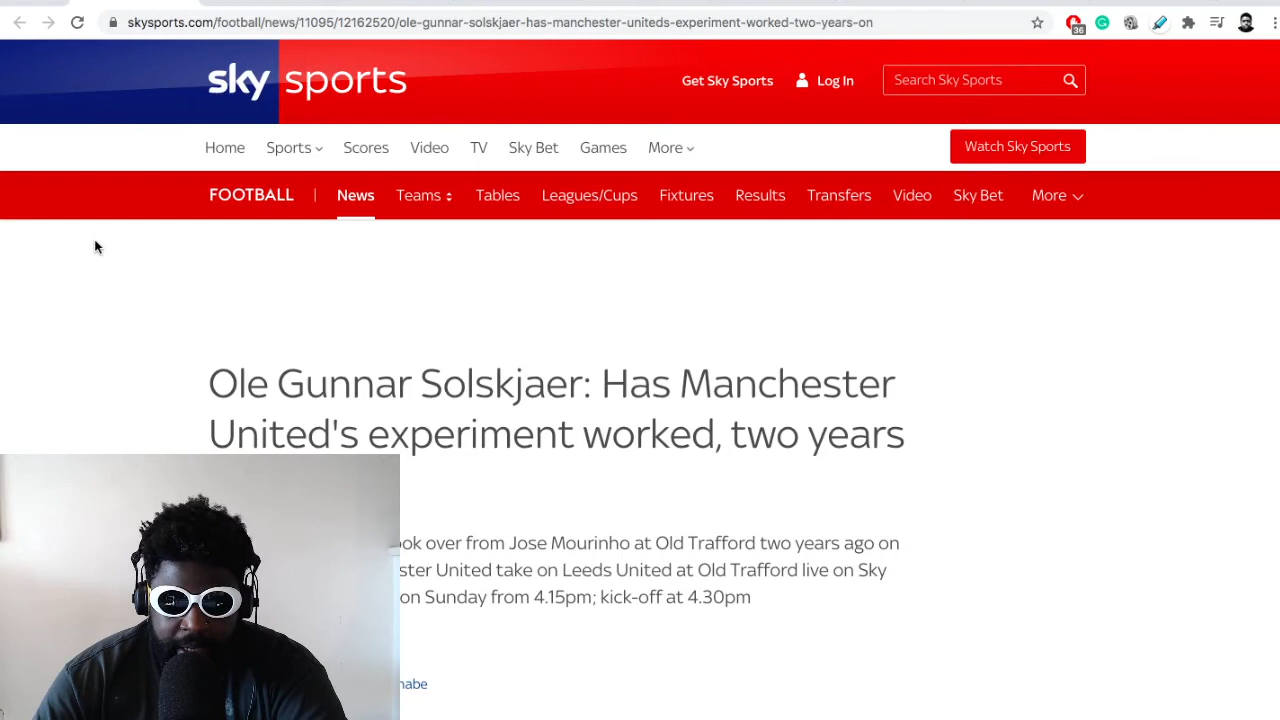 skysports.com/football/news/11095/12162520/ole-gunnar-solskjaer-has-manchester-uniteds-experiment-worked-two-years-on
36
sky sports
Get Sky Sports
Log In
Search Sky Sports
Home Sports Scores Video TV Sky Bet Games More
Watch Sky Sports
FOOTBALL | News Teams Tables Leagues/Cups Fixtures Results Transfers Video Sky Bet More
Ole Gunnar Solskjaer: Has Manchester
United's experiment worked, two years
over from Jose Mourinho at Old Trafford two years ago on
United take on Leeds United at Old Trafford live on Sky
on Sunday from 4.15pm; kick-off at 4.30pm